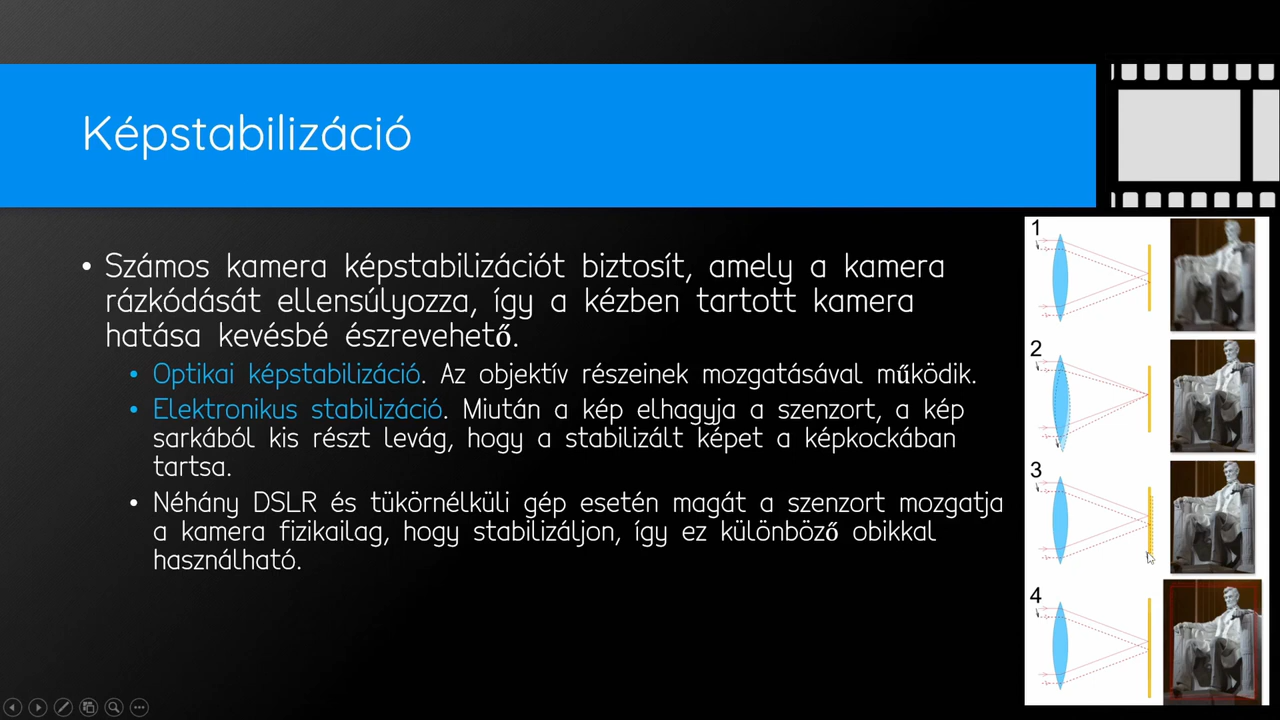 Képstabilizáció
• Számos kamera képstabilizációt biztosít, amely a kamera
rázkódását ellensúlyozza, így a kézben tartott kamera
hatása kevésbé észrevehető.
• Optikai képstabilizáció. Az objektív részeinek mozgatásával működik.
• Elektronikus stabilizáció. Miután a kép elhagyja a szenzort, a kép
sarkából kis részt levág, hogy a stabilizált képet a képkockában
tartsa.
• Néhány DSLR és tükörnélküli gép esetén magát a szenzort mozgatja
a kamera fizikailag, hogy stabilizáljon, így ez különböző obikkal
használható.
1
2
3
4